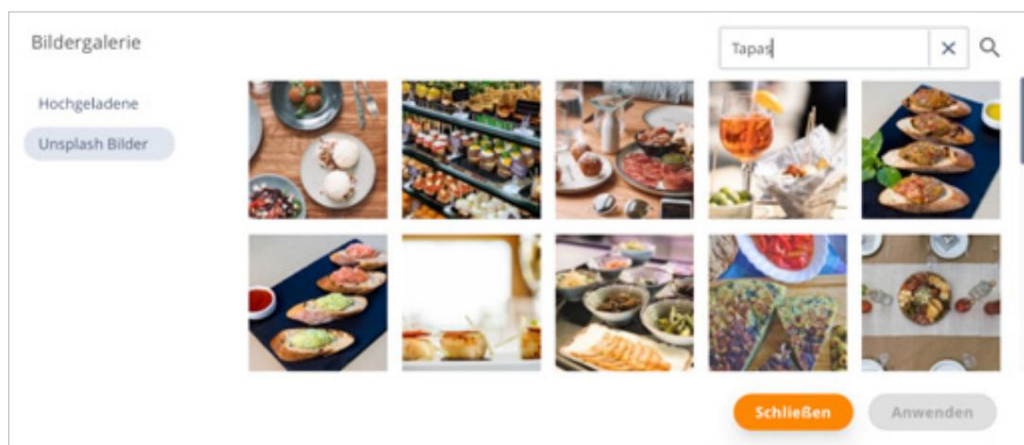 Bildergalerie
Tapas
Hochgeladene
Unsplash Bilder
Schließen
Anwenden